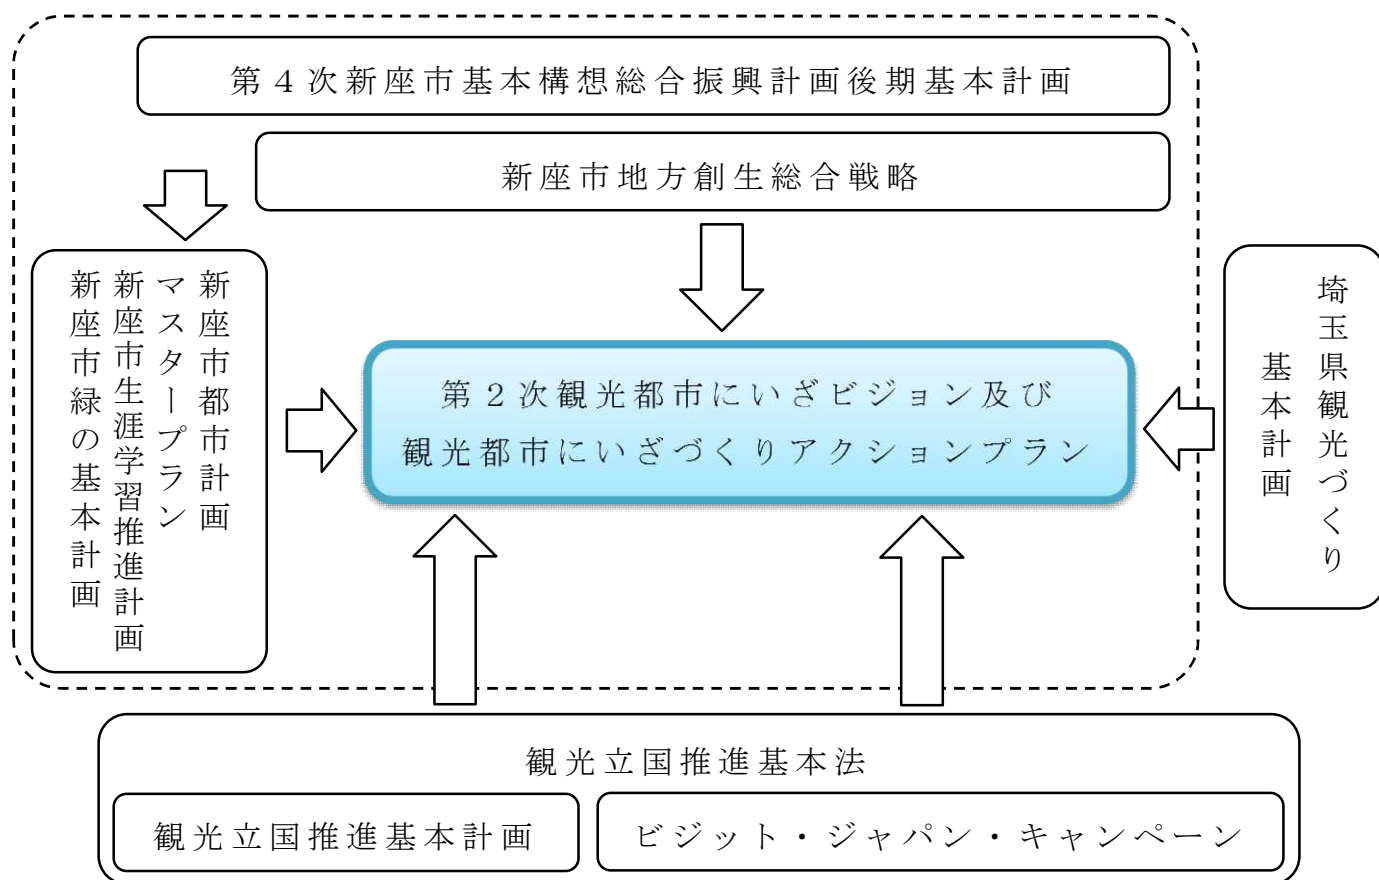 第４次新座市基本構想総合振興計画後期基本計画
新座市地方創生総合戦略
新座市都市計画
マスタープラン
新座市生涯学習推進計画
新座市緑の基本計画
第２次観光都市にいざビジョン及び
観光都市にいざづくりアクションプラン
埼玉県観光づくり
基本計画
観光立国推進基本法
観光立国推進基本計画
ビジット・ジャパン・キャンペーン